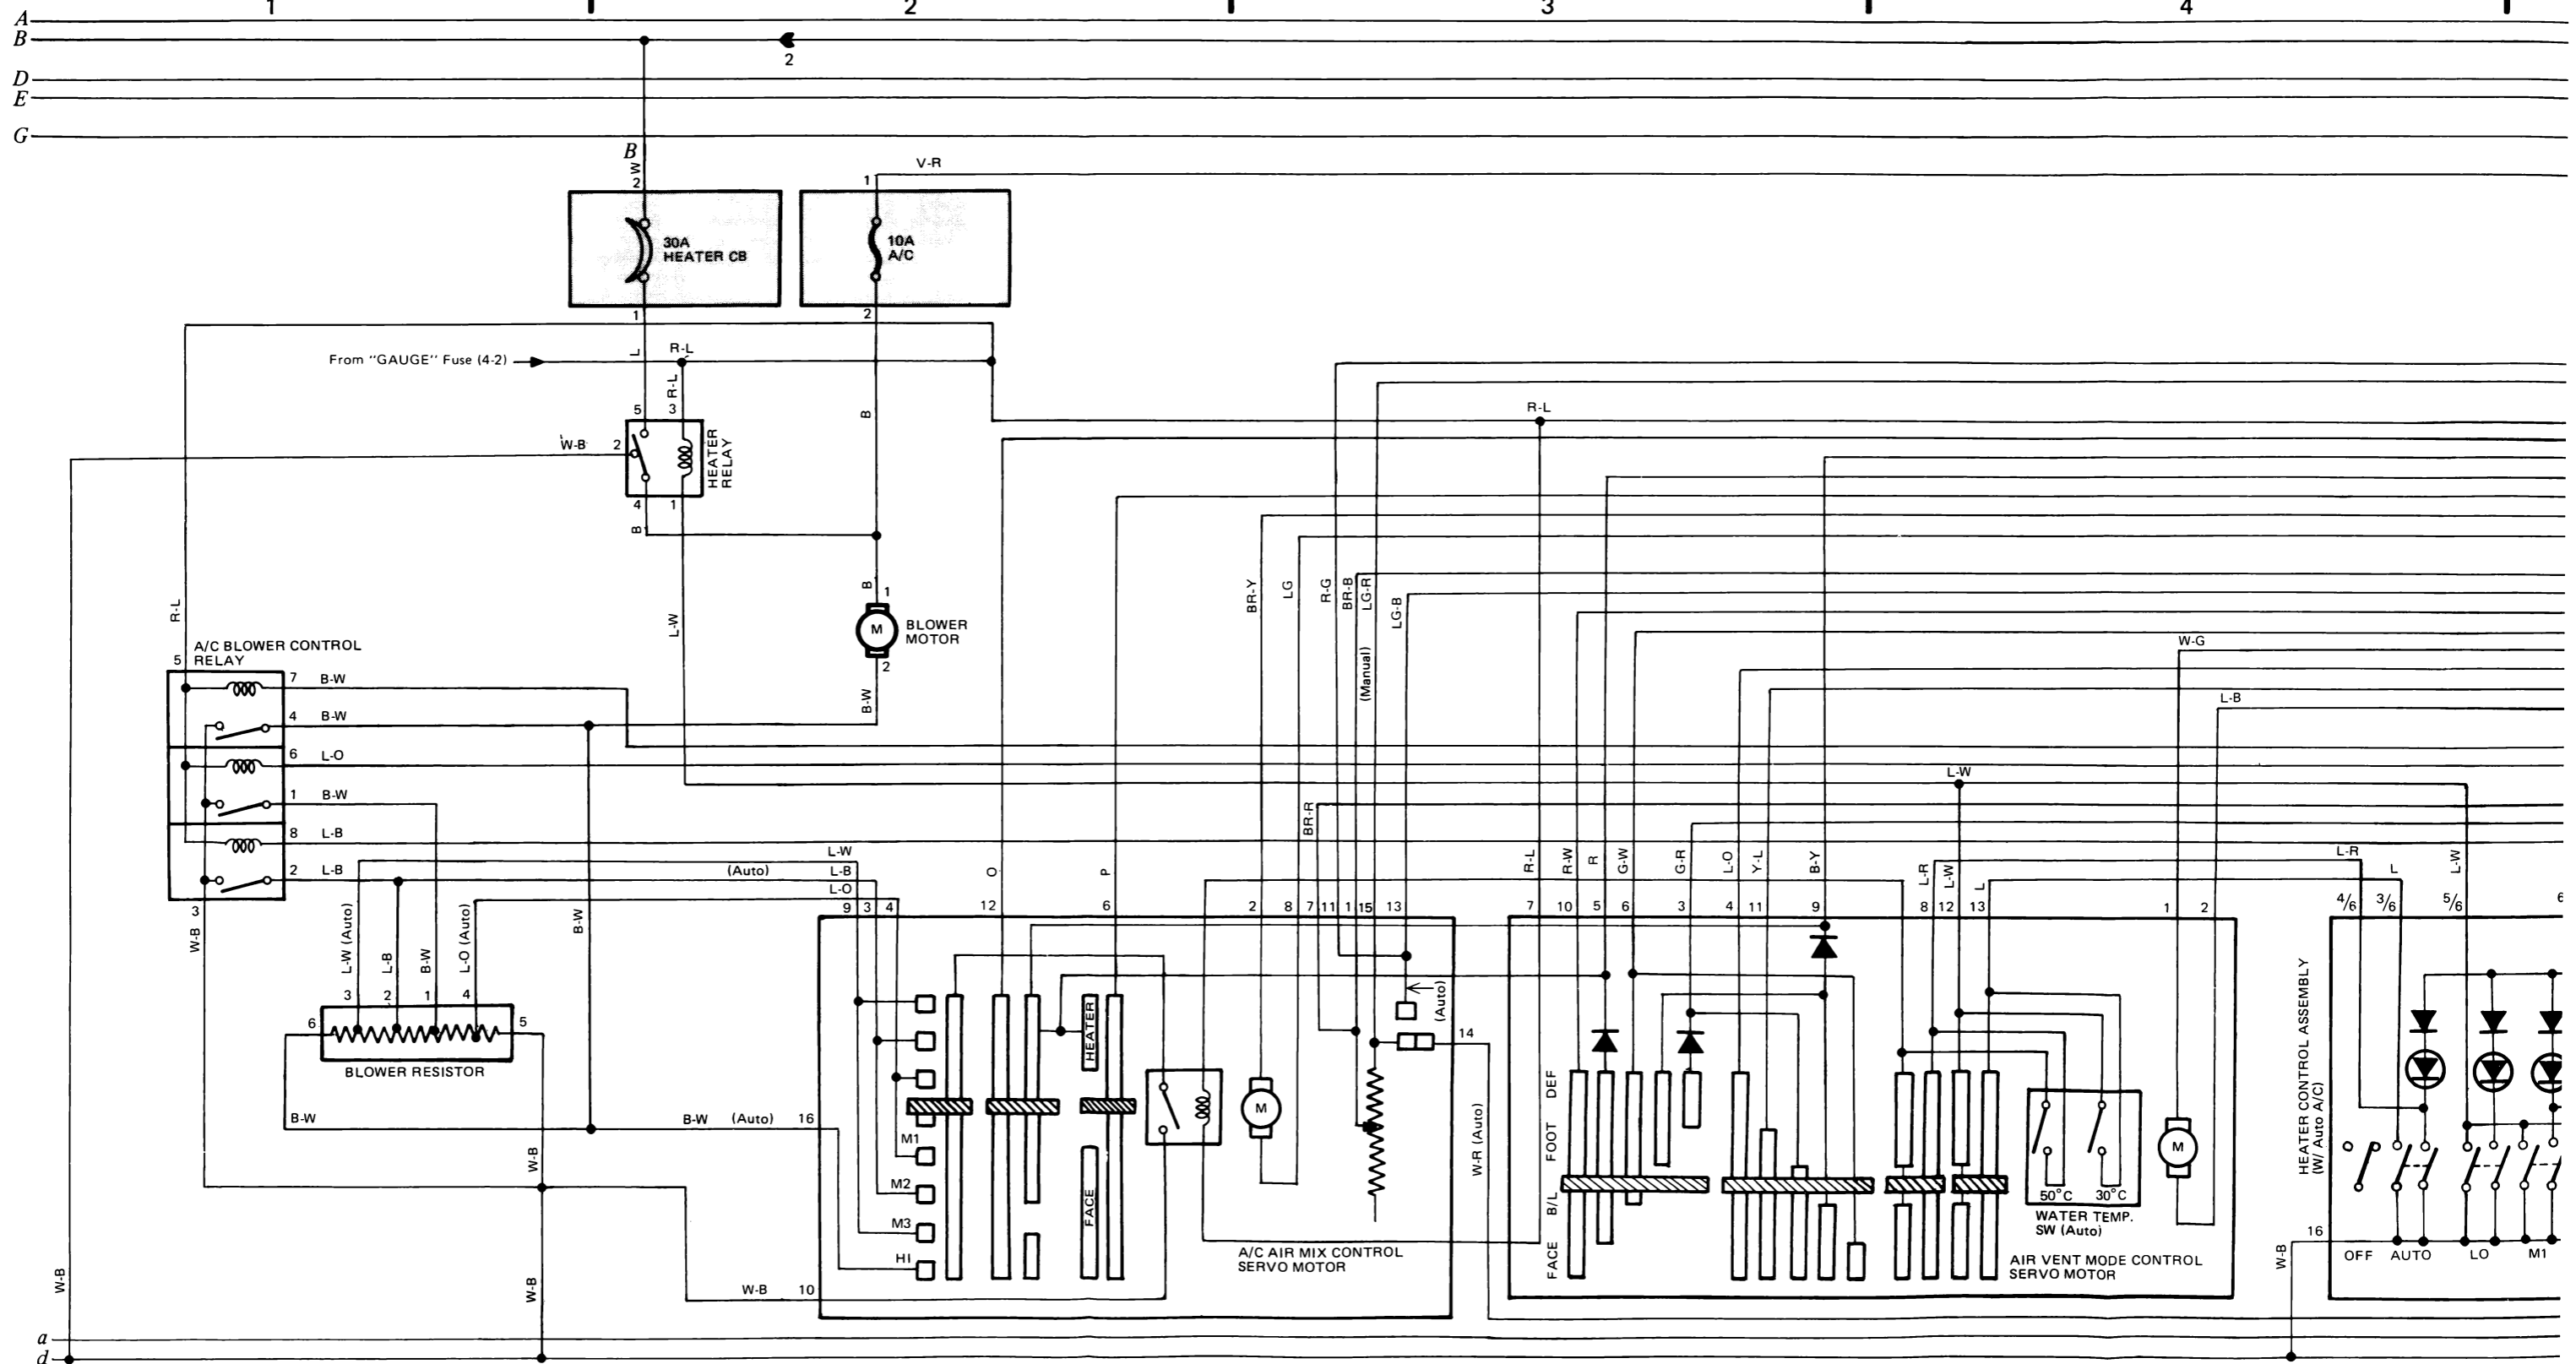 1 2 3 4
A
B
2
D
E
G
B
W
2
V-R
1
30A
HEATER CB
10A
A/C
1
2
From "GAUGE" Fuse (4-2)
L
R-L
R-L
B
R-L
5 3
W-B 2
HEATER
RELAY
4 1
B
B
1
M
BLOWER
MOTOR
2
B-W
R-L
L-W
BR-Y
LG
R-G
BR-B
LG-R
LG-B
(Manual)
W-G
L-B
A/C BLOWER CONTROL
RELAY
5
7 B-W
4 B-W
6 L-O
1 B-W
8 L-B
2 L-B
3
W-B
L-W
(Auto) L-B
L-O
L-W
BR-R
O
P
R-L
R-W
R
G-W
G-R
L-O
Y-L
B-Y
L-R
L-W
L
L-R
L
L-W
9 3 4 12 6 2 8 7 11 1 15 13
7 10 5 6 3 4 11 9 8 12 13 1 2
4/6 3/6 5/6 6
L-W (Auto)
L-B
B-W
L-O (Auto)
B-W
3 2 1 4
6 5
BLOWER RESISTOR
B-W
B-W (Auto) 16
W-B
W-B
W-B
W-B 10
HEATER
FACE
M1
M2
M3
HI
M
(Auto)
14
W-R (Auto)
A/C AIR MIX CONTROL
SERVO MOTOR
DEF
FOOT
B/L
FACE
50°C 30°C
WATER TEMP.
SW (Auto)
M
AIR VENT MODE CONTROL
SERVO MOTOR
HEATER CONTROL ASSEMBLY
(W/ Auto A/C)
16
W-B
OFF AUTO LO M1
a
d